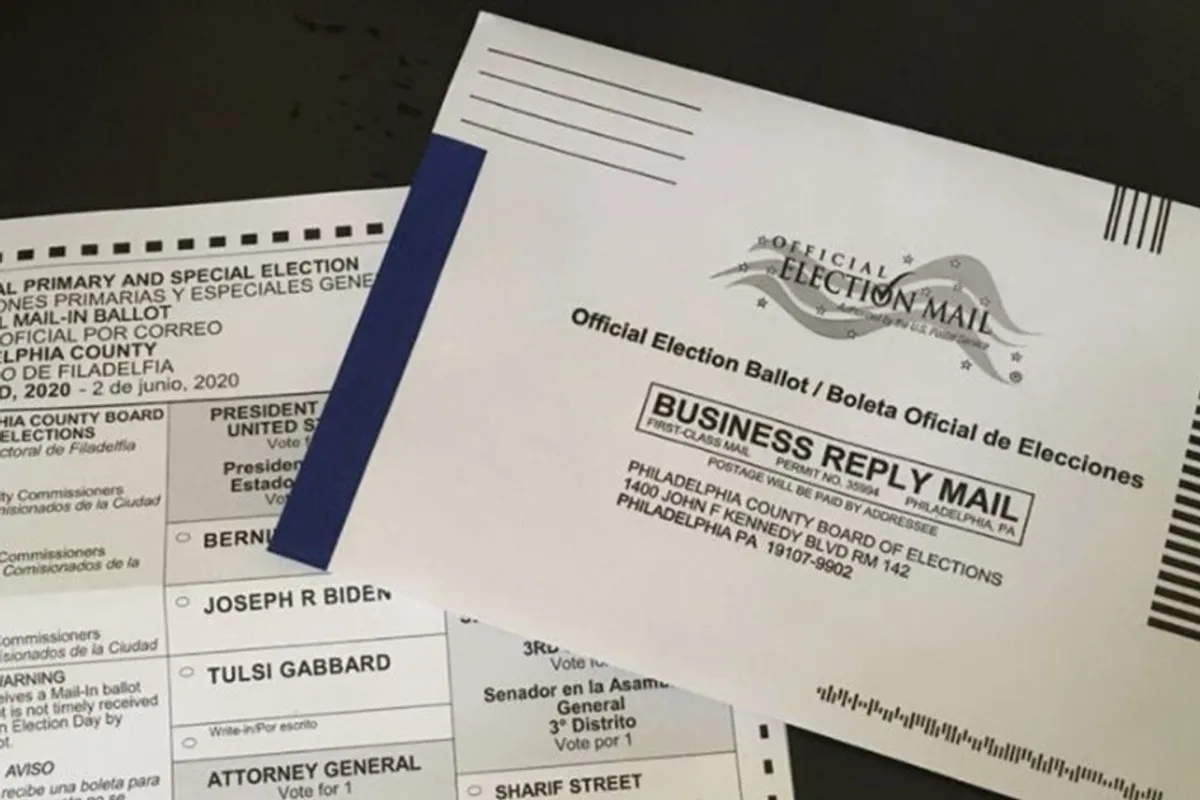 AL PRIMARY AND SPECIAL ELECTION
ONES PRIMARIAS Y ESPECIALES GENE
L MAIL-IN BALLOT
OFICIAL POR CORREO
ELPHIA COUNTY
O DE FILADELFIA
D, 2020 - 2 de junio, 2020
HIA COUNTY BOARD
ELECTIONS
ctoral de Filadelfia
ty Commissioners
misionados de la Ciudad
Commissioners
Comisionados de la
ommissioners
isionados de la Ciudad
WARNING
eives a Mail-In ballot
t is not timely received
n Election Day by
ot.
AVISO
recibe una boleta para
PRESIDENT
UNITED S
Vote f
Presiden
Estado
Vot
BERNI
JOSEPH R BIDEN
TULSI GABBARD
Write-in/Por escrito
ATTORNEY GENERAL
Vote for 1
3RD
Vote for
Senador en la Asam
General
3° Distrito
Vote por 1
SHARIF STREET
OFFICIAL
ELECTION MAIL
Authorized by the U.S. Postal Service
®
Official Election Ballot / Boleta Oficial de Elecciones
BUSINESS REPLY MAIL
FIRST-CLASS MAIL PERMIT NO. 35994 PHILADELPHIA, PA
POSTAGE WILL BE PAID BY ADDRESSEE
PHILADELPHIA COUNTY BOARD OF ELECTIONS
1400 JOHN F KENNEDY BLVD RM 142
PHILADELPHIA PA 19107-9902